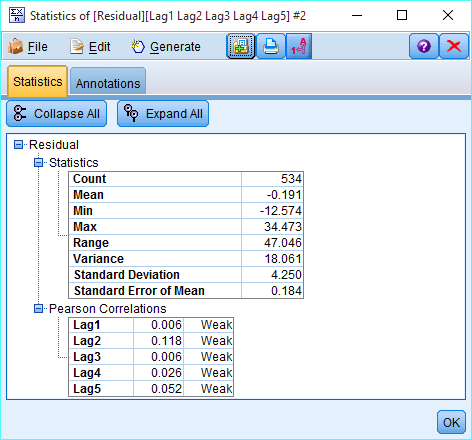 Statistics of [Residual][Lag1 Lag2 Lag3 Lag4 Lag5] #2
File Edit Generate
Statistics Annotations
Collapse All Expand All
Residual
Statistics
Count 534
Mean -0.191
Min -12.574
Max 34.473
Range 47.046
Variance 18.061
Standard Deviation 4.250
Standard Error of Mean 0.184
Pearson Correlations
Lag1 0.006 Weak
Lag2 0.118 Weak
Lag3 0.006 Weak
Lag4 0.026 Weak
Lag5 0.052 Weak
OK